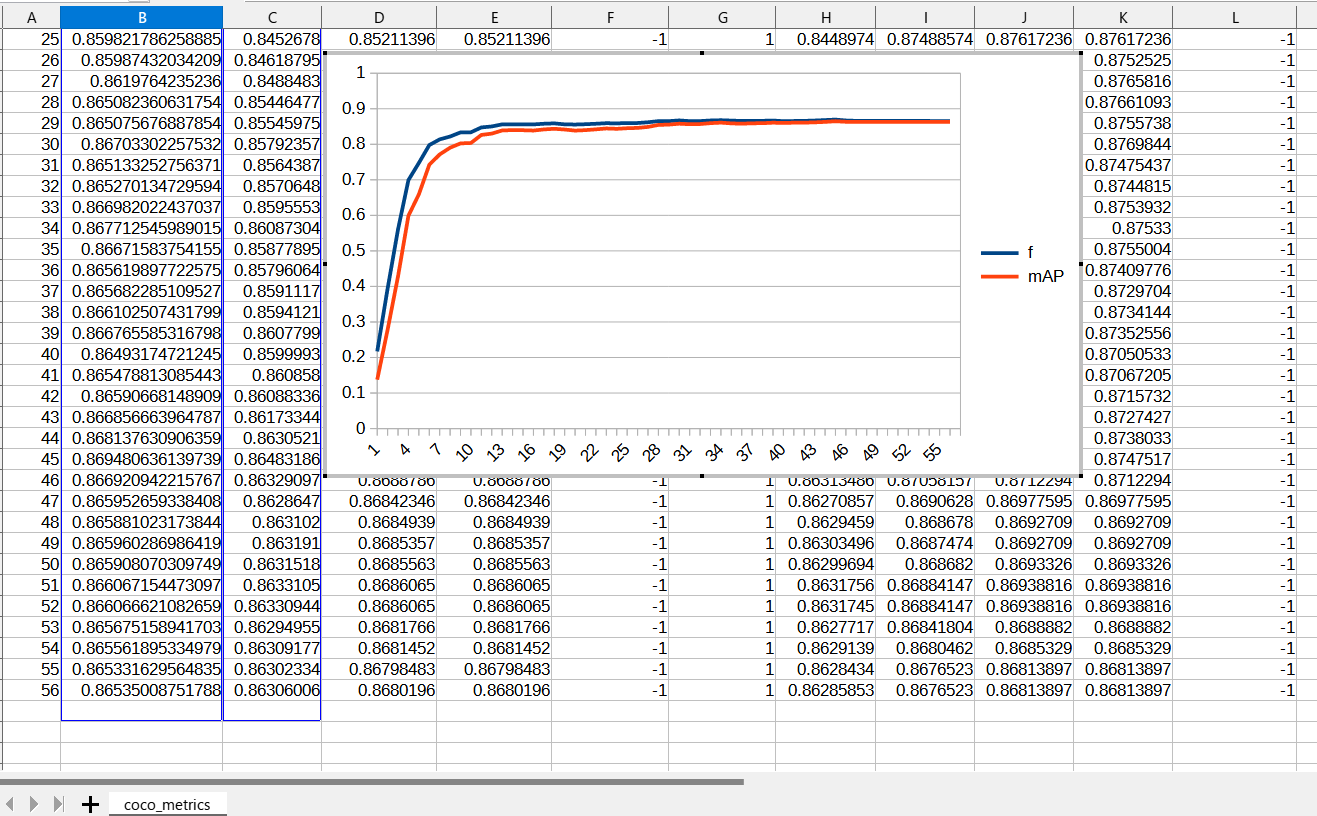 A B C D E F G H I J K L
25 0.859821786258885 0.8452678 0.85211396 0.85211396 -1 1 0.8448974 0.87488574 0.87617236 0.87617236 -1
26 0.85987432034209 0.84618795 0.8752525 -1
27 0.8619764235236 0.8488483 0.8765816 -1
28 0.865082360631754 0.85446477 0.87661093 -1
29 0.865075676887854 0.85545975 0.8755738 -1
30 0.86703302257532 0.85792357 0.8769844 -1
31 0.865133252756371 0.8564387 0.87475437 -1
32 0.865270134729594 0.8570648 0.8744815 -1
33 0.866982022437037 0.8595553 0.8753932 -1
34 0.867712545989015 0.86087304 0.87533 -1
35 0.866715837541​55 0.85877895 0.8755004 -1
36 0.865619897722575 0.85796064 0.87409776 -1
37 0.865682285109527 0.8591117 0.8729704 -1
38 0.866102507431799 0.8594121 0.8734144 -1
39 0.866765585316798 0.8607799 0.87352556 -1
40 0.86493174721245 0.8599993 0.87050533 -1
41 0.865478813085443 0.860858 0.87067205 -1
42 0.86590668148909 0.86088336 0.8715732 -1
43 0.866856663964787 0.86173344 0.8727427 -1
44 0.868137630906359 0.8630521 0.8738033 -1
45 0.869480636139739 0.86483186 0.8747517 -1
46 0.866920942215767 0.86329097 0.8688786 0.8688786 -1 1 0.86313486 0.87058157 0.8712294 0.8712294 -1
47 0.865952659338408 0.8628647 0.86842346 0.86842346 -1 1 0.86270857 0.8690628 0.86977595 0.86977595 -1
48 0.865881023173844 0.863102 0.8684939 0.8684939 -1 1 0.8629459 0.868678 0.8692709 0.8692709 -1
49 0.865960286986419 0.863191 0.8685357 0.8685357 -1 1 0.86303496 0.8687474 0.8692709 0.8692709 -1
50 0.865908070309749 0.8631518 0.8685563 0.8685563 -1 1 0.86299694 0.868682 0.8693326 0.8693326 -1
51 0.866067154473097 0.8633105 0.8686065 0.8686065 -1 1 0.8631756 0.86884147 0.86938816 0.86938816 -1
52 0.866066621082659 0.86330944 0.8686065 0.8686065 -1 1 0.8631745 0.86884147 0.86938816 0.86938816 -1
53 0.865675158941703 0.86294955 0.8681766 0.8681766 -1 1 0.8627717 0.86841804 0.8688882 0.8688882 -1
54 0.865561895334979 0.86309177 0.8681452 0.8681452 -1 1 0.8629139 0.8680462 0.8685329 0.8685329 -1
55 0.865331629564835 0.86302334 0.86798483 0.86798483 -1 1 0.8628434 0.8676523 0.86813897 0.86813897 -1
56 0.86535008751788 0.86306006 0.8680196 0.8680196 -1 1 0.86285853 0.8676523 0.86813897 0.86813897 -1
1
0.9
0.8
0.7
0.6
0.5
0.4
0.3
0.2
0.1
0
1 4 7 10 13 16 19 22 25 28 31 34 37 40 43 46 49 52 55
f
mAP
coco_metrics